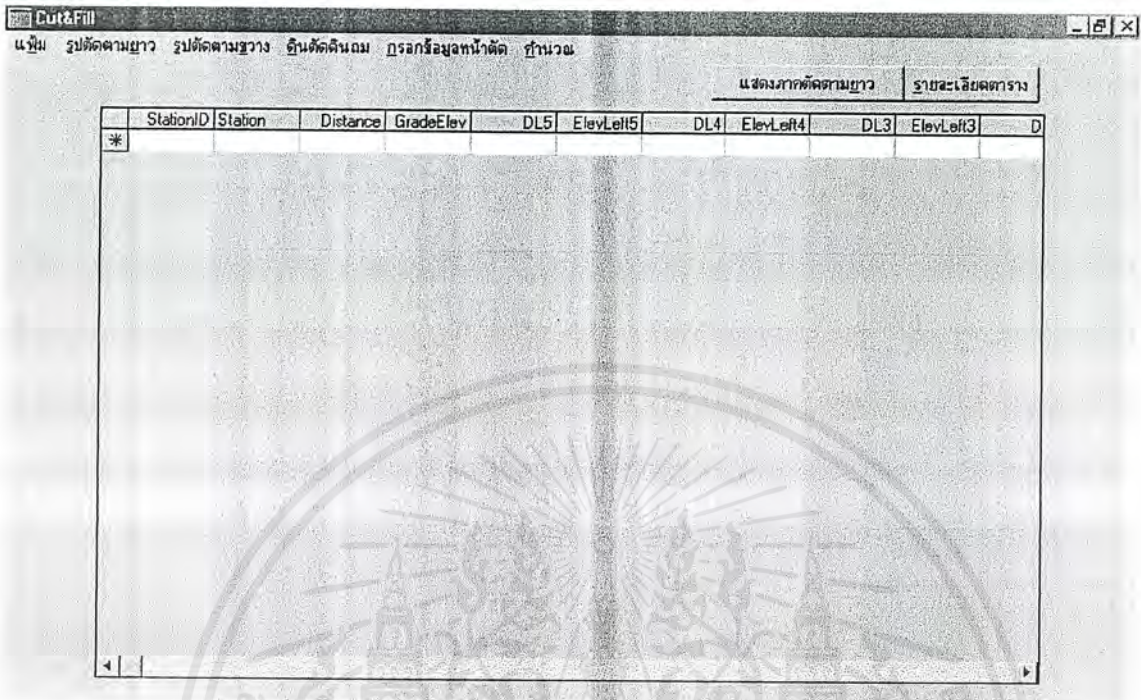 Cut&Fill
แฟ้ม รูปตัดตามยาว รูปตัดตามขวาง ดินตัดดินถม กรอกข้อมูลหน้าตัด คำนวณ
แสดงภาคตัดตามยาว รายละเอียดตาราง
StationID Station Distance GradeElev DL5 ElevLeft5 DL4 ElevLeft4 DL3 ElevLeft3 D